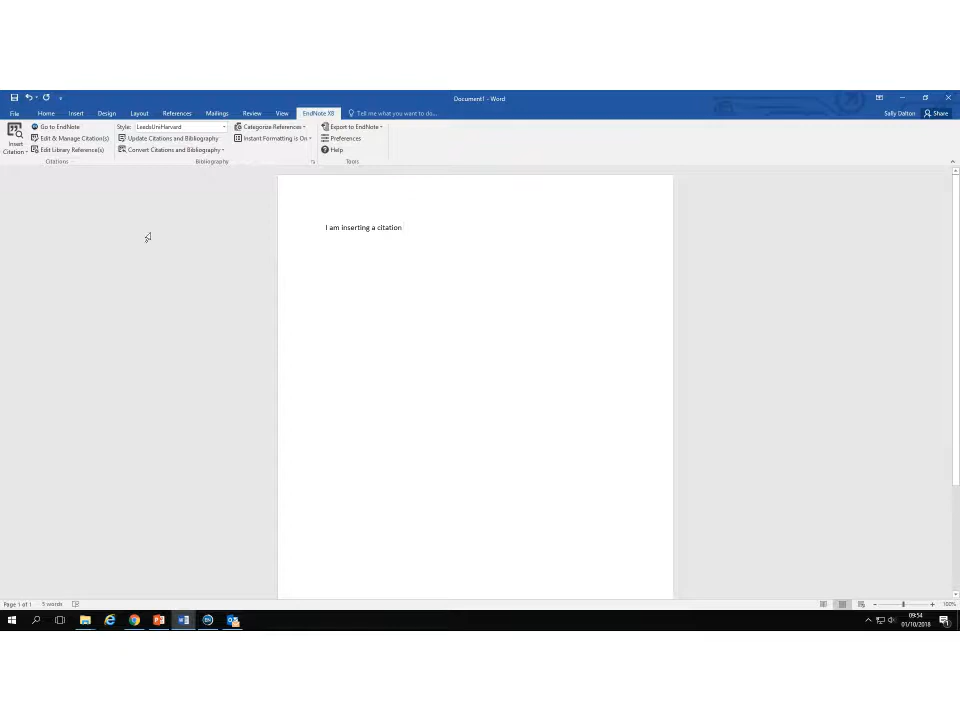 Document1 - Word
File Home Insert Design Layout References Mailings Review View EndNote X8 Tell me what you want to do... Sally Dalton Share
Go to EndNote Style: LeedsUniHarvard Categorize References Export to EndNote
Edit & Manage Citation(s) Update Citations and Bibliography Instant Formatting is On Preferences
Insert Citation Edit Library Reference(s) Convert Citations and Bibliography Help
Citations Bibliography Tools
I am inserting a citation
Page 1 of 1 5 words 100%
09:54
01/10/2018